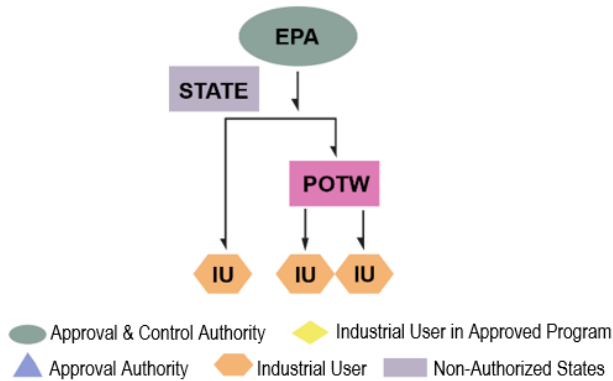 EPA
STATE
POTW
IU IU IU
Approval & Control Authority Industrial User in Approved Program
Approval Authority Industrial User Non-Authorized States